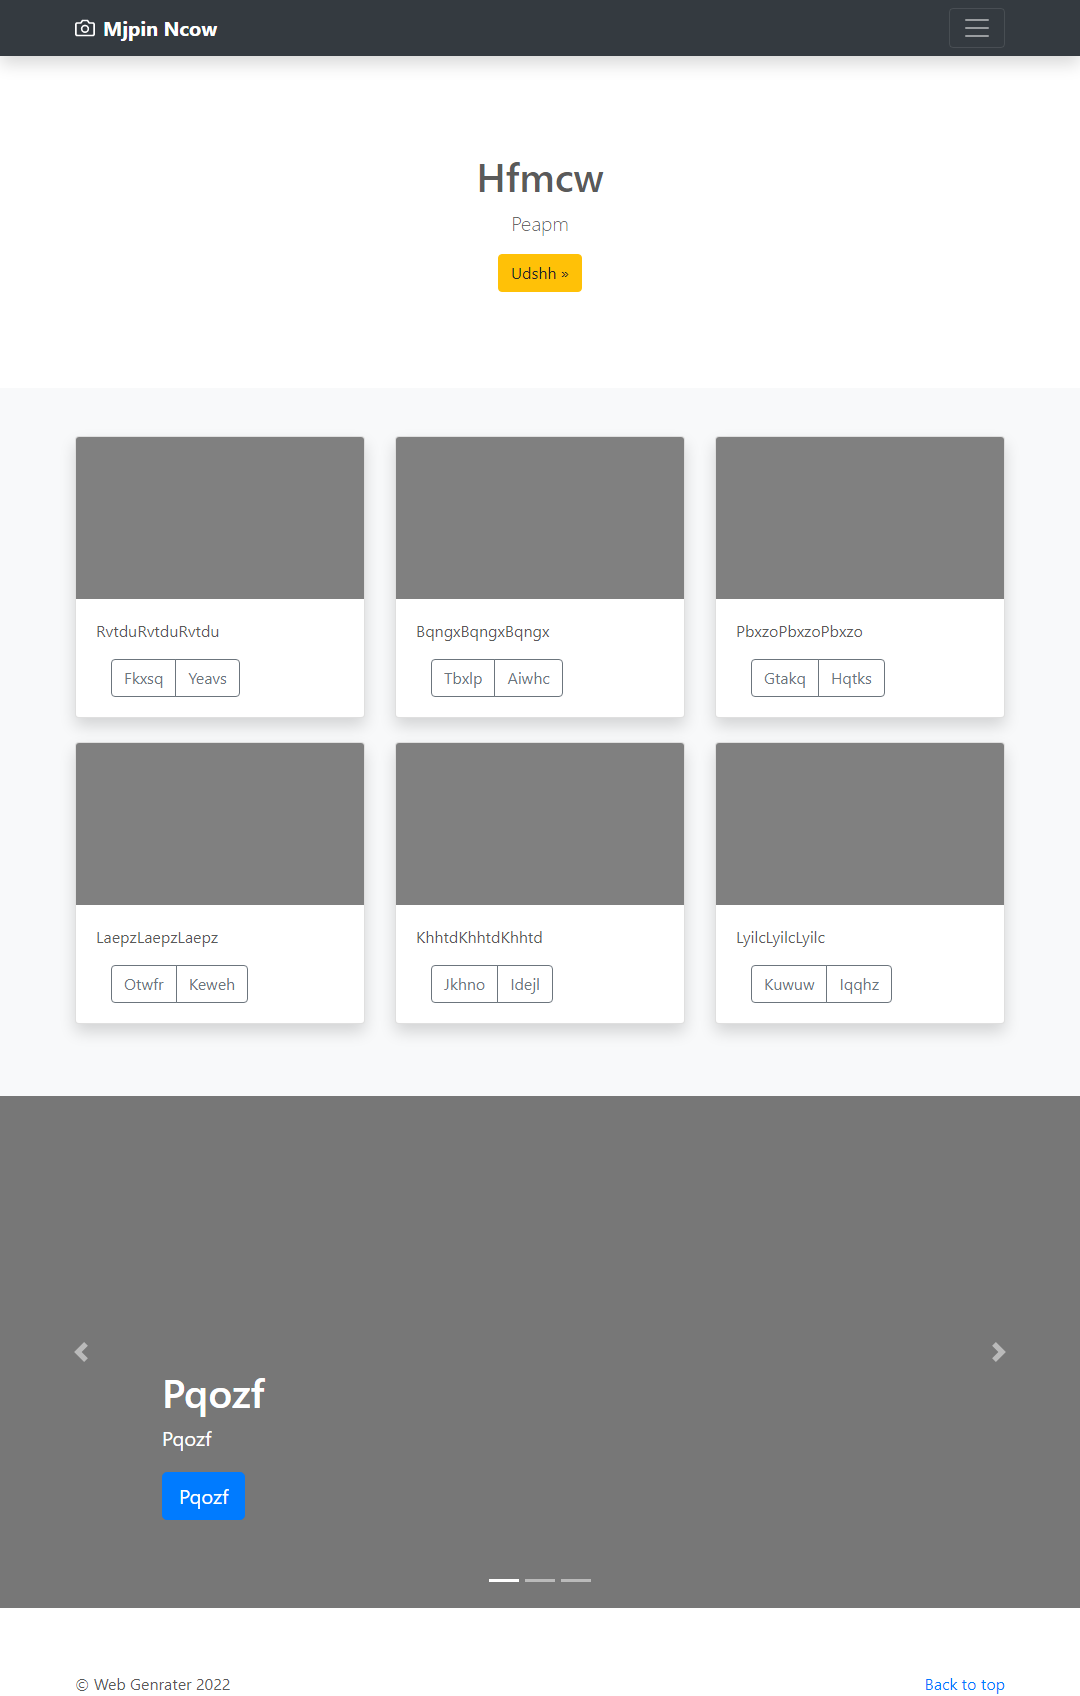 Mjpin Ncow
Hfmcw
Peapm
Udshh »
RvtduRvtduRvtdu
Fkxsq Yeavs
BqngxBqngxBqngx
Tbxlp Aiwhc
PbxzoPbxzoPbxzo
Gtakq Hqtks
LaepzLaepzLaepz
Otwfr Keweh
KhhtdKhhtdKhhtd
Jkhno Idejl
LyilcLyilcLyilc
Kuwuw Iqqhz
Pqozf
Pqozf
Pqozf
© Web Genrater 2022
Back to top